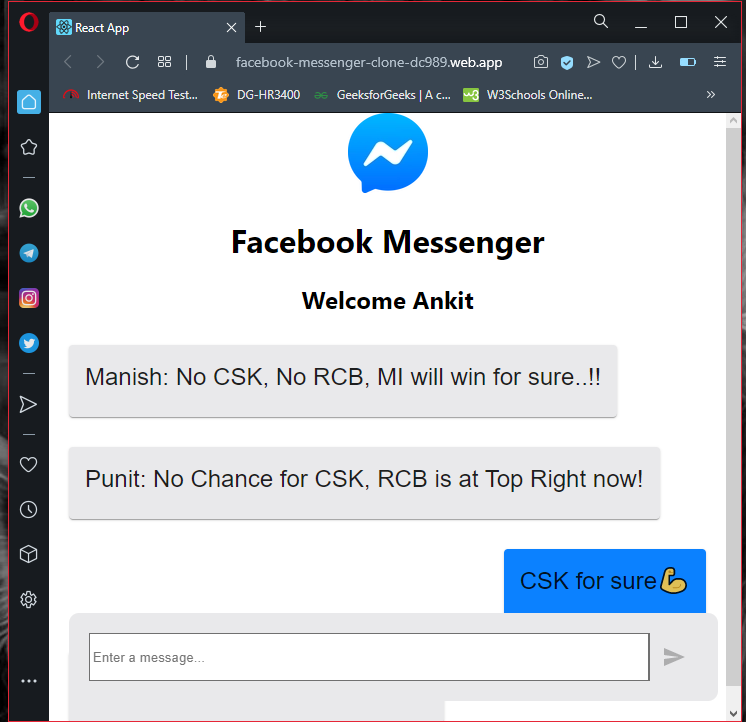 React App
facebook-messenger-clone-dc989.web.app
Internet Speed Test... DG-HR3400 GeeksforGeeks | A c... W3Schools Online...
Facebook Messenger
Welcome Ankit
Manish: No CSK, No RCB, MI will win for sure..!!
Punit: No Chance for CSK, RCB is at Top Right now!
CSK for sure💪
Enter a message...